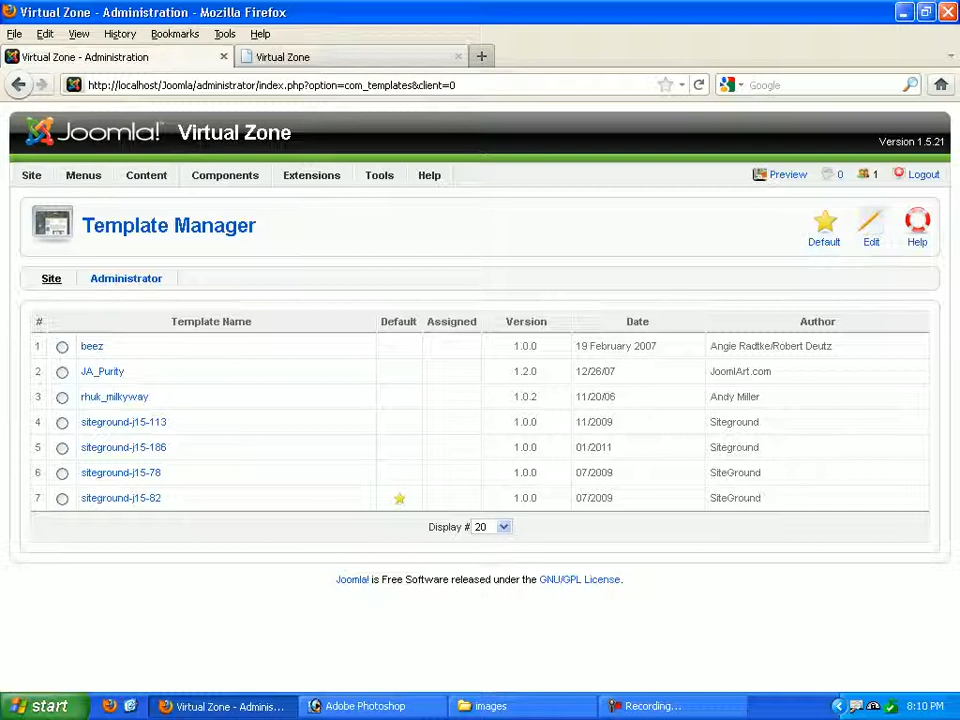 Virtual Zone - Administration - Mozilla Firefox
File Edit View History Bookmarks Tools Help
Virtual Zone - Administration Virtual Zone
http://localhost/Joomla/administrator/index.php?option=com_templates&client=0 Google
Joomla! Virtual Zone
Version 1.5.21
Site Menus Content Components Extensions Tools Help Preview 0 1 Logout
Template Manager
Default Edit Help
Site Administrator
# Template Name Default Assigned Version Date Author
1 beez 1.0.0 19 February 2007 Angie Radtke/Robert Deutz
2 JA_Purity 1.2.0 12/26/07 JoomlArt.com
3 rhuk_milkyway 1.0.2 11/20/06 Andy Miller
4 siteground-j15-113 1.0.0 11/2009 Siteground
5 siteground-j15-186 1.0.0 01/2011 Siteground
6 siteground-j15-78 1.0.0 07/2009 SiteGround
7 siteground-j15-82 1.0.0 07/2009 SiteGround
Display # 20
Joomla! is Free Software released under the GNU/GPL License.
start Virtual Zone - Adminis... Adobe Photoshop images Recording... 8:10 PM